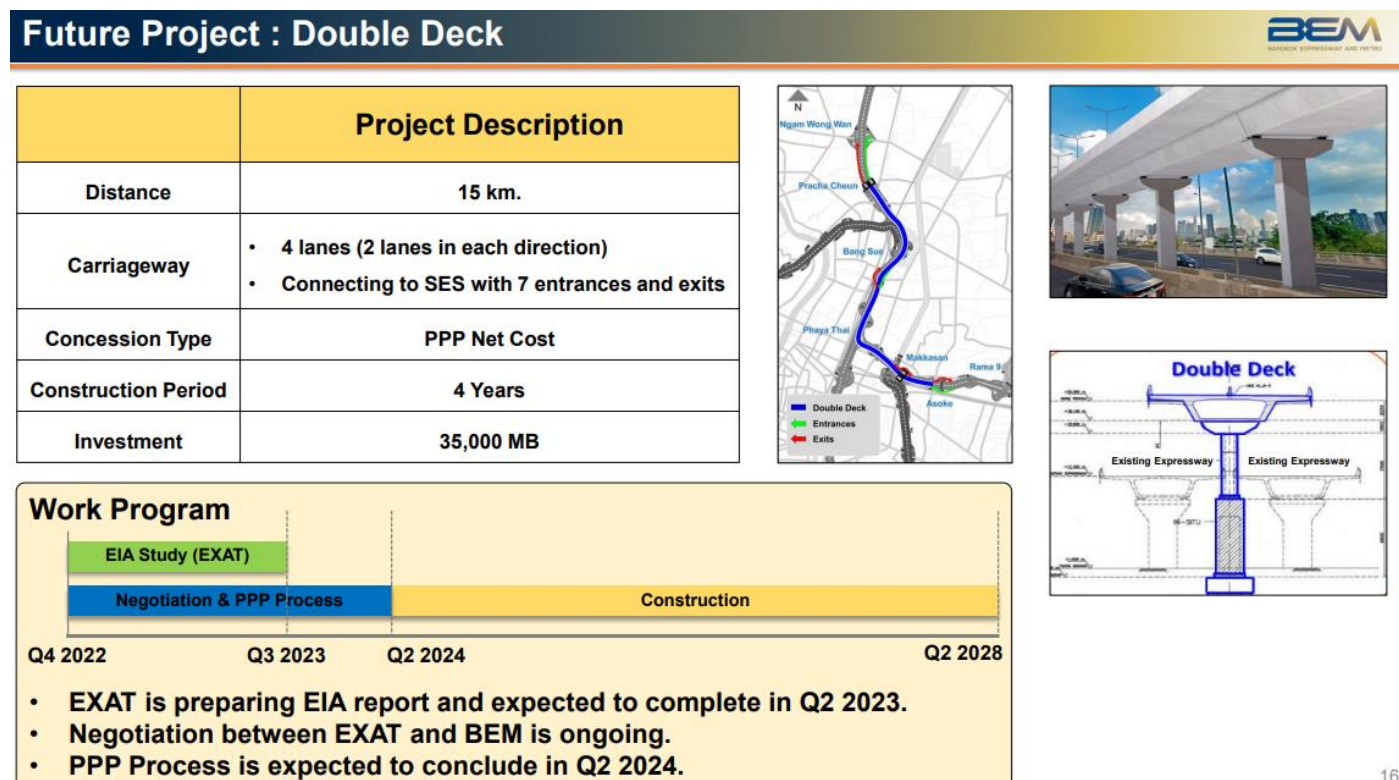 Future Project : Double Deck
BEM
BANGKOK EXPRESSWAY AND METRO
Project Description
Distance
15 km.
Carriageway
• 4 lanes (2 lanes in each direction)
• Connecting to SES with 7 entrances and exits
Concession Type
PPP Net Cost
Construction Period
4 Years
Investment
35,000 MB
N
Ngam Wong Wan
Pracha Cheun
Bang Sue
Phaya Thai
Makkasan
Rama 9
Asoke
Double Deck
Entrances
Exits
Double Deck
Existing Expressway
Existing Expressway
IN-SITU
Work Program
EIA Study (EXAT)
Negotiation & PPP Process
Construction
Q4 2022
Q3 2023
Q2 2024
Q2 2028
• EXAT is preparing EIA report and expected to complete in Q2 2023.
• Negotiation between EXAT and BEM is ongoing.
• PPP Process is expected to conclude in Q2 2024.
16